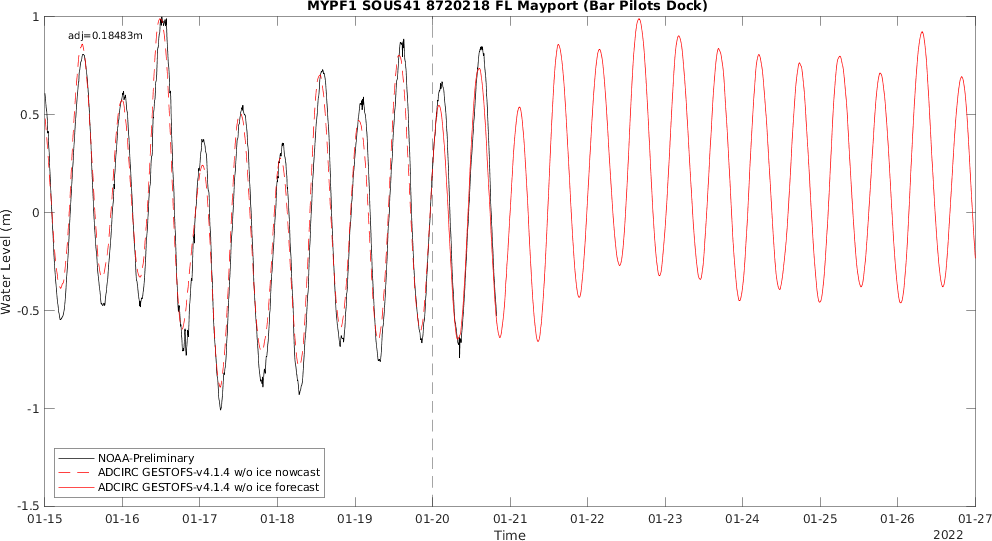 MYPF1 SOUS41 8720218 FL Mayport (Bar Pilots Dock)
adj=0.18483m
1
0.5
0
-0.5
-1
-1.5
Water Level (m)
NOAA-Preliminary
ADCIRC GESTOFS-v4.1.4 w/o ice nowcast
ADCIRC GESTOFS-v4.1.4 w/o ice forecast
01-15 01-16 01-17 01-18 01-19 01-20 01-21 01-22 01-23 01-24 01-25 01-26 01-27
Time
2022